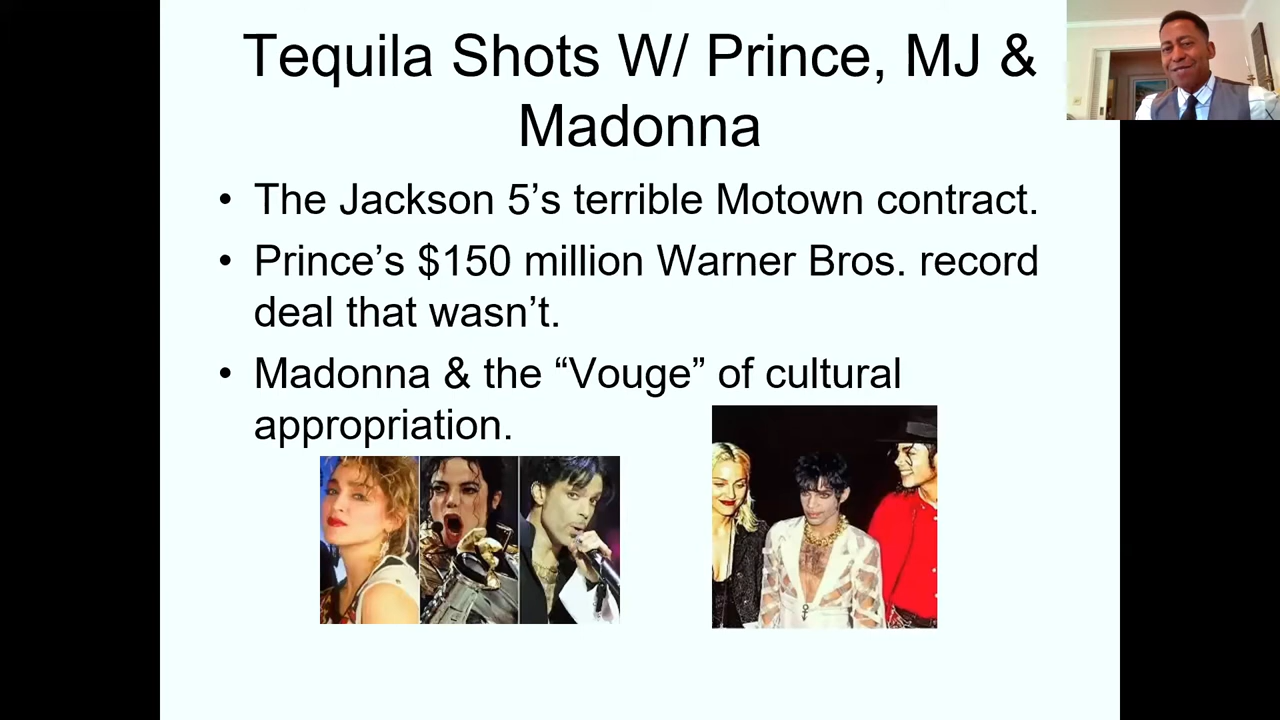 Tequila Shots W/ Prince, MJ &
Madonna
• The Jackson 5’s terrible Motown contract.
• Prince’s $150 million Warner Bros. record
deal that wasn’t.
• Madonna & the “Vouge” of cultural
appropriation.